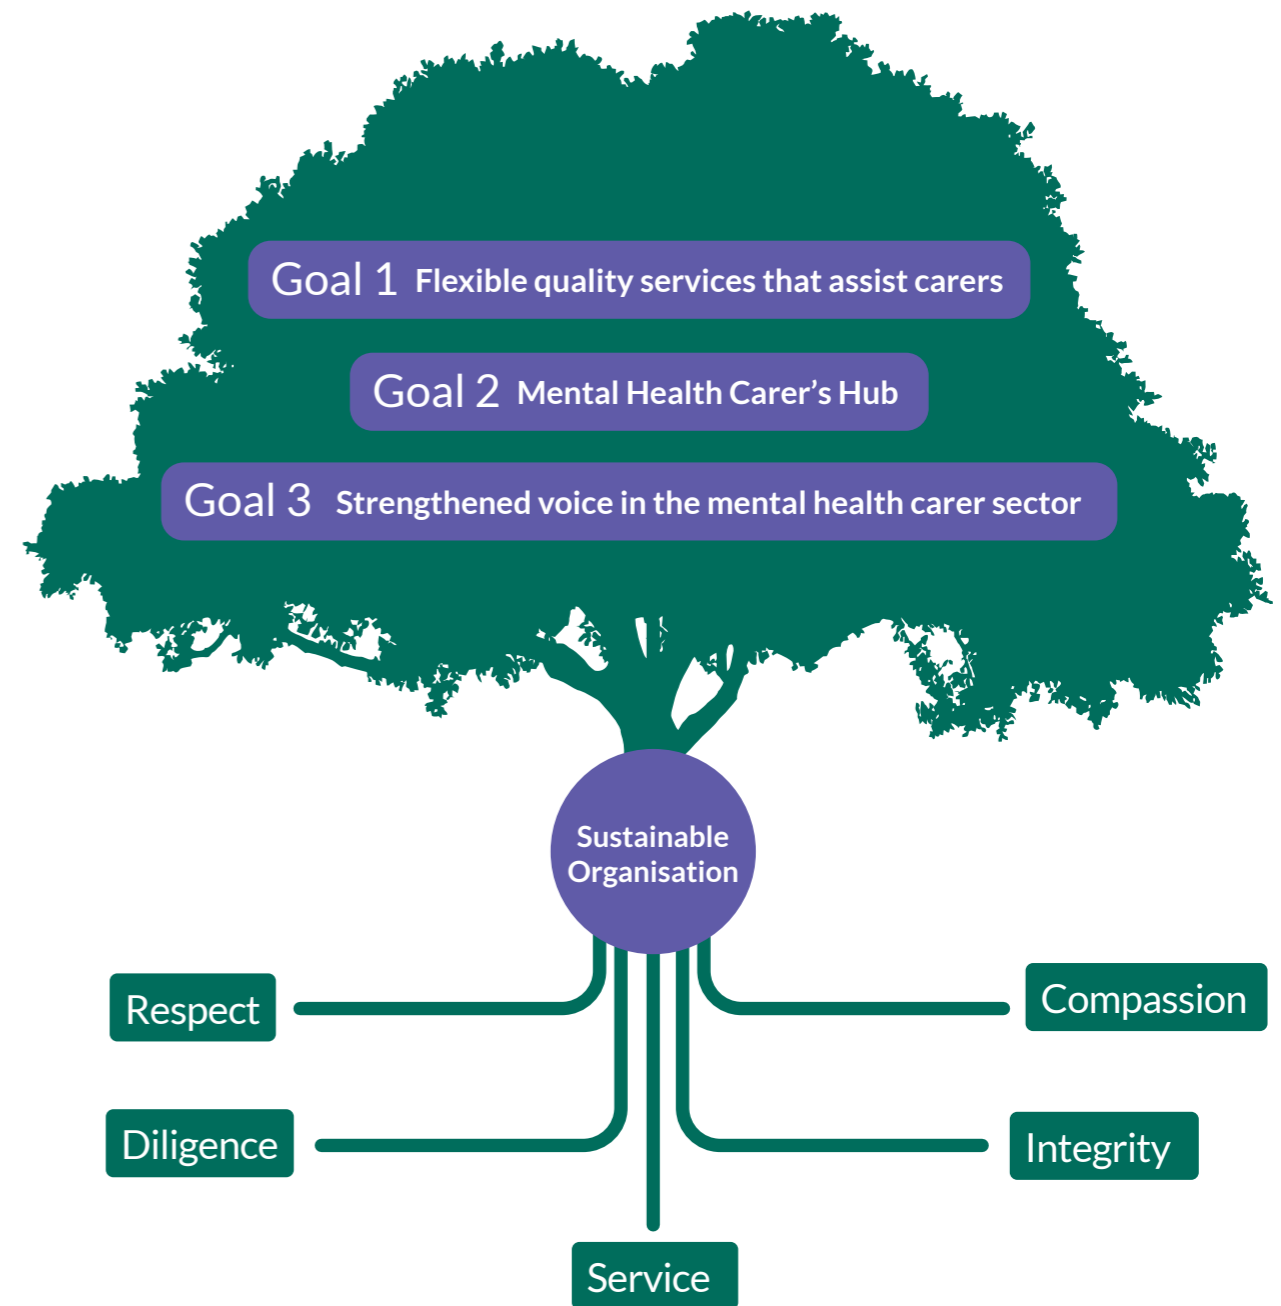 Goal 1 Flexible quality services that assist carers
Goal 2 Mental Health Carer’s Hub
Goal 3 Strengthened voice in the mental health carer sector
Sustainable
Organisation
Respect
Compassion
Diligence
Integrity
Service